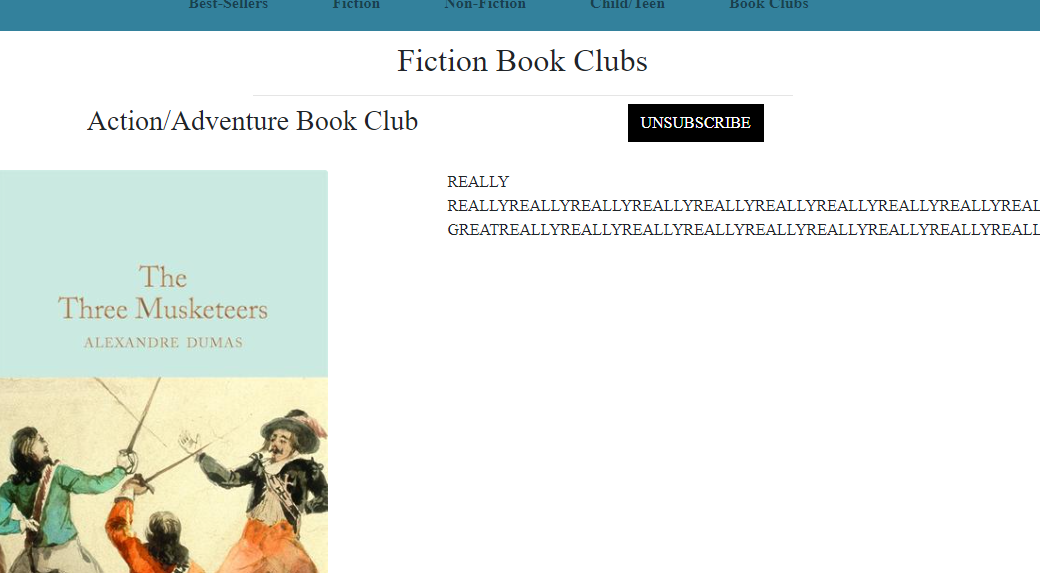 Best-Sellers Fiction Non-Fiction Child/Teen Book Clubs
Fiction Book Clubs
Action/Adventure Book Club
UNSUBSCRIBE
REALLY
REALLYREALLYREALLYREALLYREALLYREALLYREALLYREALLYREALLYREAL
GREATREALLYREALLYREALLYREALLYREALLYREALLYREALLYREALLYREALL
The
Three Musketeers
ALEXANDRE DUMAS